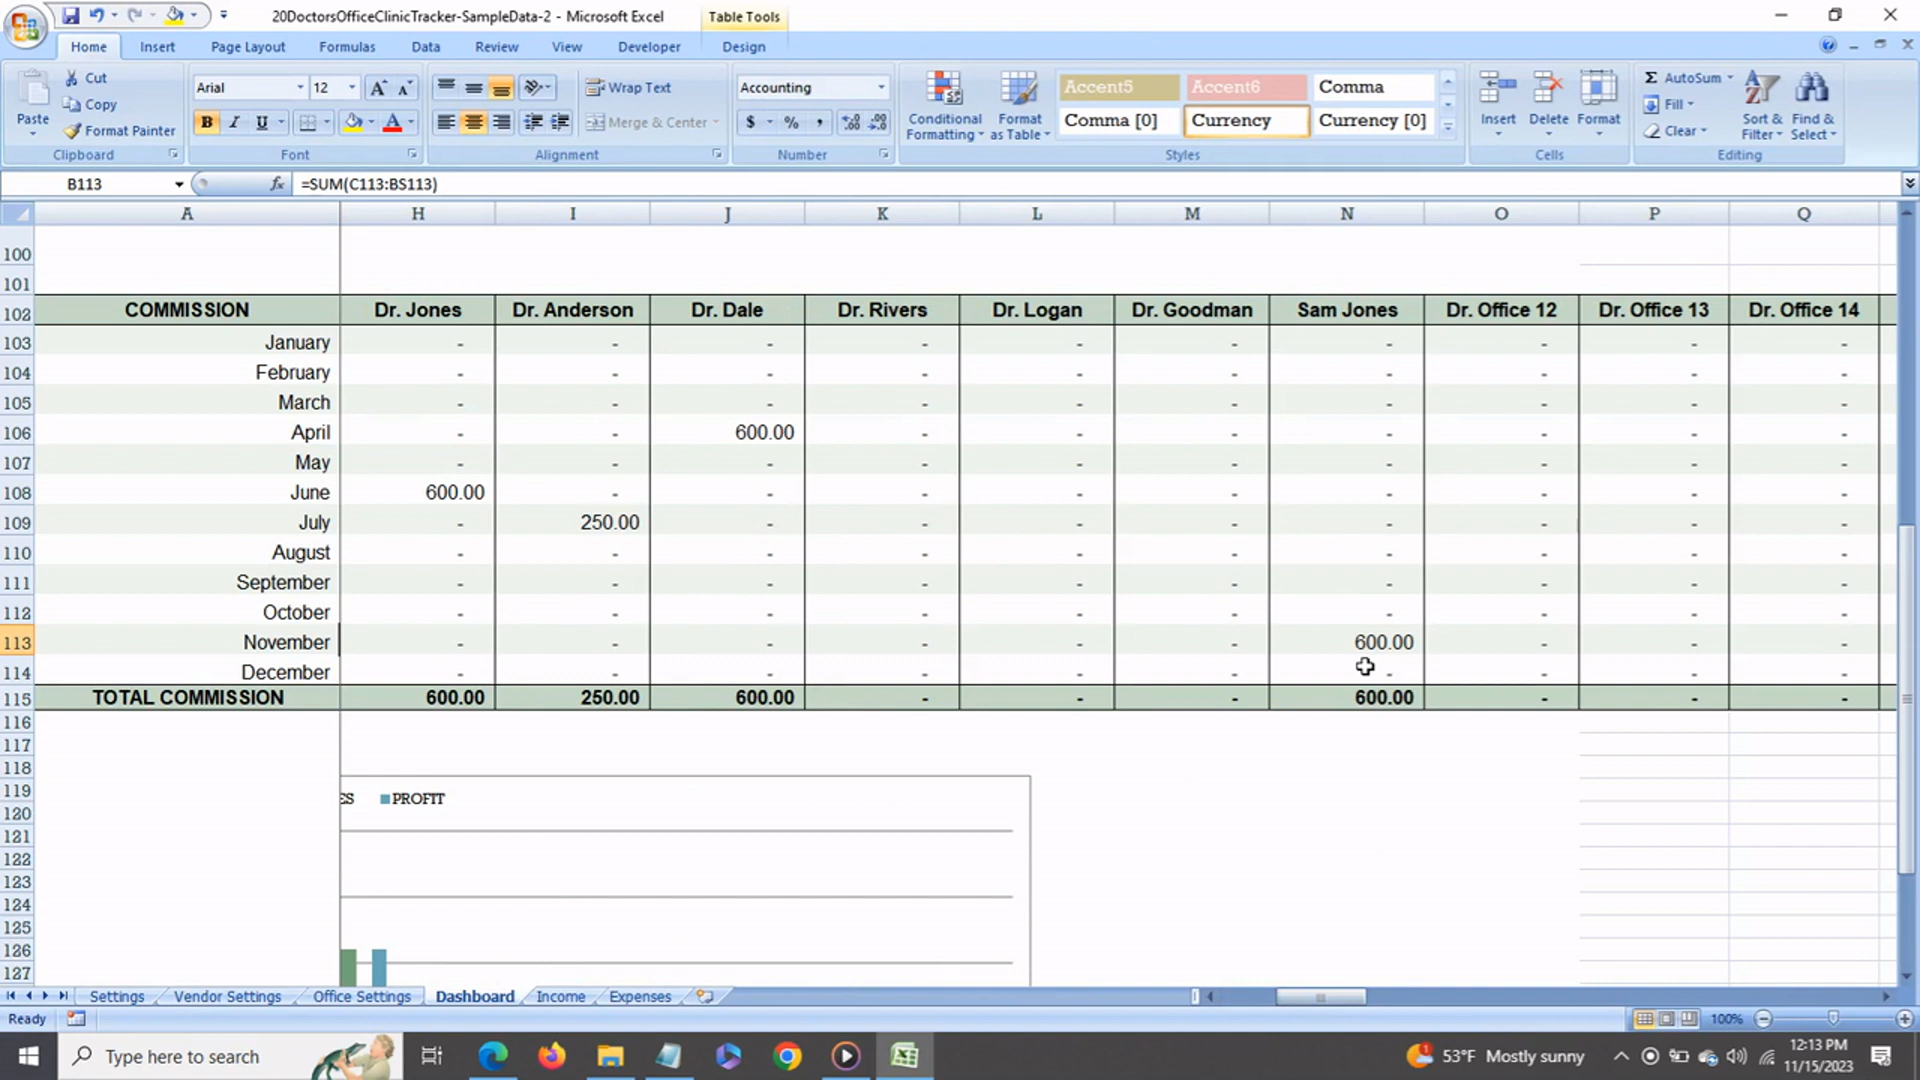 20DoctorsOfficeClinicTracker-SampleData-2 - Microsoft Excel
Table Tools
Home Insert Page Layout Formulas Data Review View Developer Design
Paste
Cut
Copy
Format Painter
Clipboard
Arial 12
B I U
Font
Wrap Text
Merge & Center
Alignment
Accounting
$ % ,
Number
Conditional Formatting
Format as Table
Accent5 Accent6 Comma
Comma [0] Currency Currency [0]
Styles
Insert Delete Format
Cells
AutoSum
Fill
Clear
Sort & Filter
Find & Select
Editing
B113 fx =SUM(C113:BS113)
A H I J K L M N O P Q
100
101
102 COMMISSION Dr. Jones Dr. Anderson Dr. Dale Dr. Rivers Dr. Logan Dr. Goodman Sam Jones Dr. Office 12 Dr. Office 13 Dr. Office 14
103 January - - - - - - - - - -
104 February - - - - - - - - - -
105 March - - - - - - - - - -
106 April - - 600.00 - - - - - - -
107 May - - - - - - - - - -
108 June 600.00 - - - - - - - - -
109 July - 250.00 - - - - - - - -
110 August - - - - - - - - - -
111 September - - - - - - - - - -
112 October - - - - - - - - - -
113 November - - - - - - 600.00 - - -
114 December - - - - - - - - - -
115 TOTAL COMMISSION 600.00 250.00 600.00 - - - 600.00 - - -
116
117
118
119 ES PROFIT
120
121
122
123
124
125
126
127
Settings Vendor Settings Office Settings Dashboard Income Expenses
Ready 100%
Type here to search
53°F Mostly sunny
12:13 PM
11/15/2023